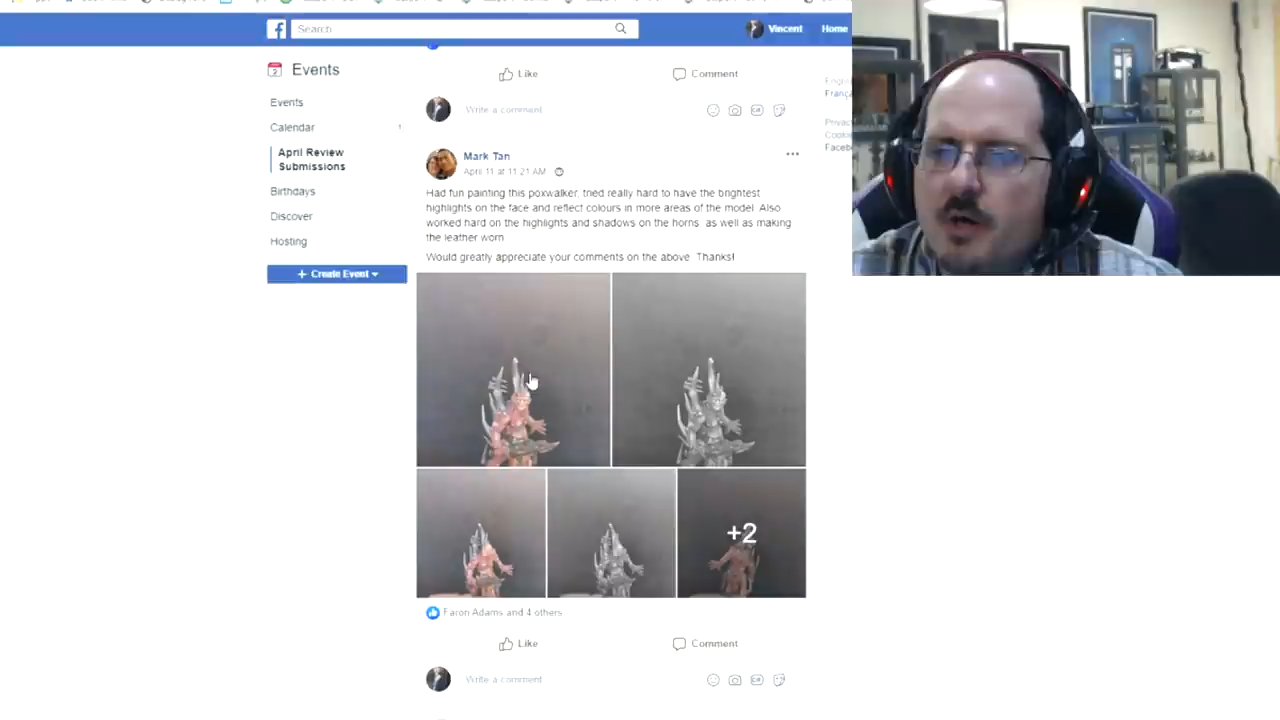 Search
Vincent
Home
Events
Like
Comment
Events
Write a comment
Calendar
1
April Review
Submissions
Mark Tan
April 11 at 11:21 AM
Birthdays
Discover
Hosting
Had fun painting this poxwalker, tried really hard to have the brightest
highlights on the face and reflect colours in more areas of the model. Also
worked hard on the highlights and shadows on the horns, as well as making
the leather worn
Would greatly appreciate your comments on the above. Thanks!
+ Create Event
+2
Faron Adams and 4 others
Like
Comment
Write a comment